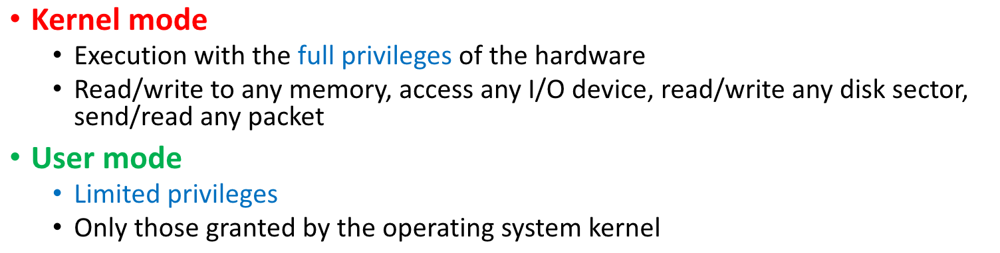 • Kernel mode
• Execution with the full privileges of the hardware
• Read/write to any memory, access any I/O device, read/write any disk sector,
send/read any packet
• User mode
• Limited privileges
• Only those granted by the operating system kernel